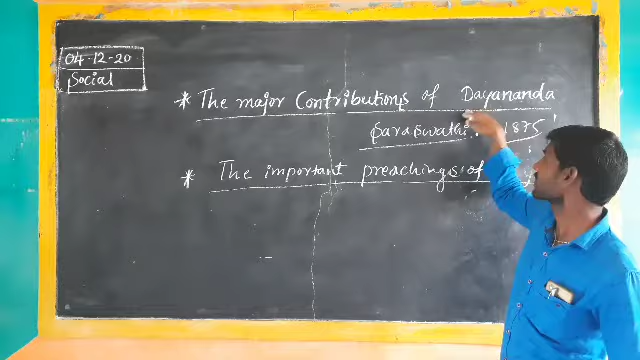 04-12-20
Social
* The major Contributions of Dayananda
Saraswathi: 1875
* The important preachings of